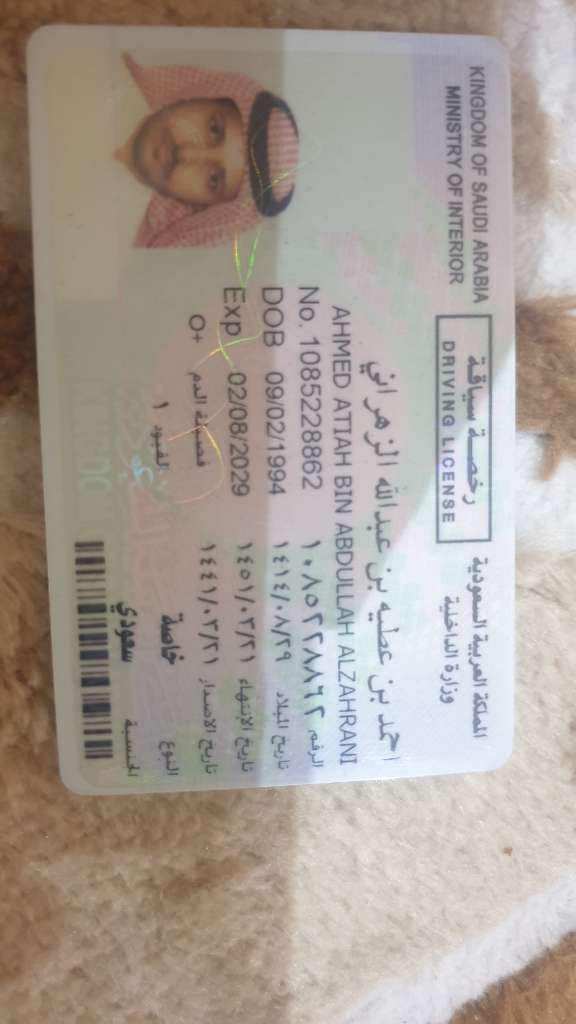 KINGDOM OF SAUDI ARABIA
MINISTRY OF INTERIOR
رخصة سياقة
DRIVING LICENSE
المملكة العربية السعودية
وزارة الداخلية
احمد بن عطيه بن عبدالله الزهراني
AHMED ATIAH BIN ABDULLAH ALZAHRANI
No. 1085228862 الرقم ١٠٨٥٢٢٨٨٦٢
DOB 09/02/1994 تاريخ الميلاد ١٤١٤/٠٨/٢٩
Exp 02/08/2029 تاريخ الإنتهاء ١٤٥١/٠٣/٢١
تاريخ الاصدار ١٤٤١/٠٣/٢١ فصيلة الدم O+
النوع خاصة القيود ١
الجنسية سعودي